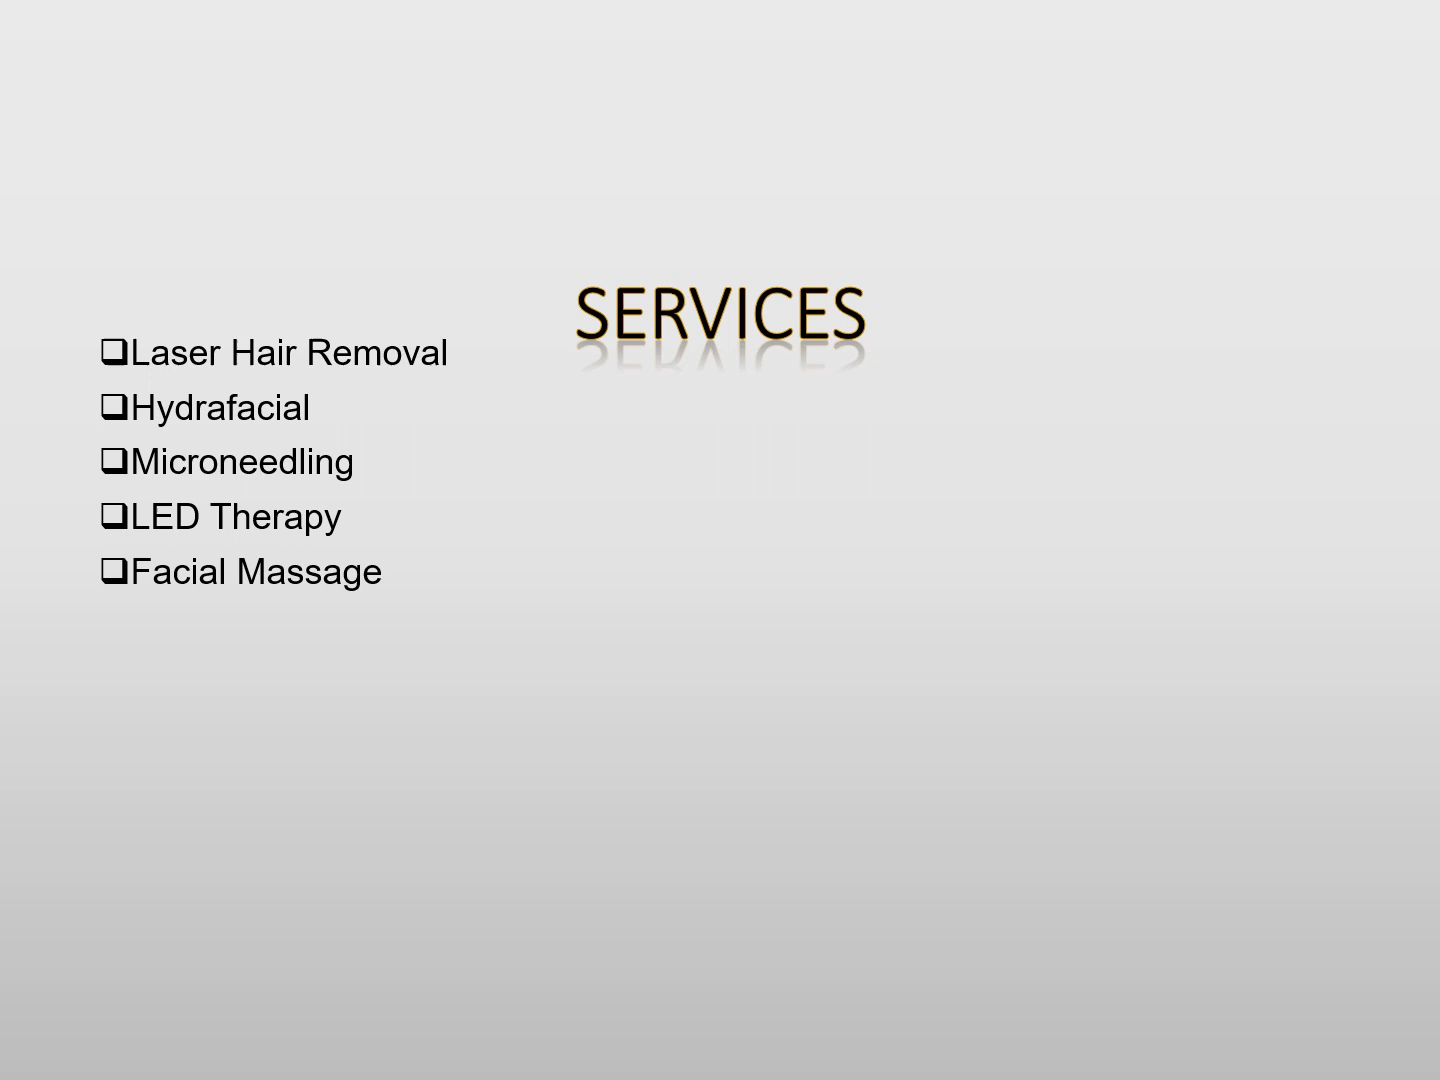 SERVICES
❑Laser Hair Removal
❑Hydrafacial
❑Microneedling
❑LED Therapy
❑Facial Massage